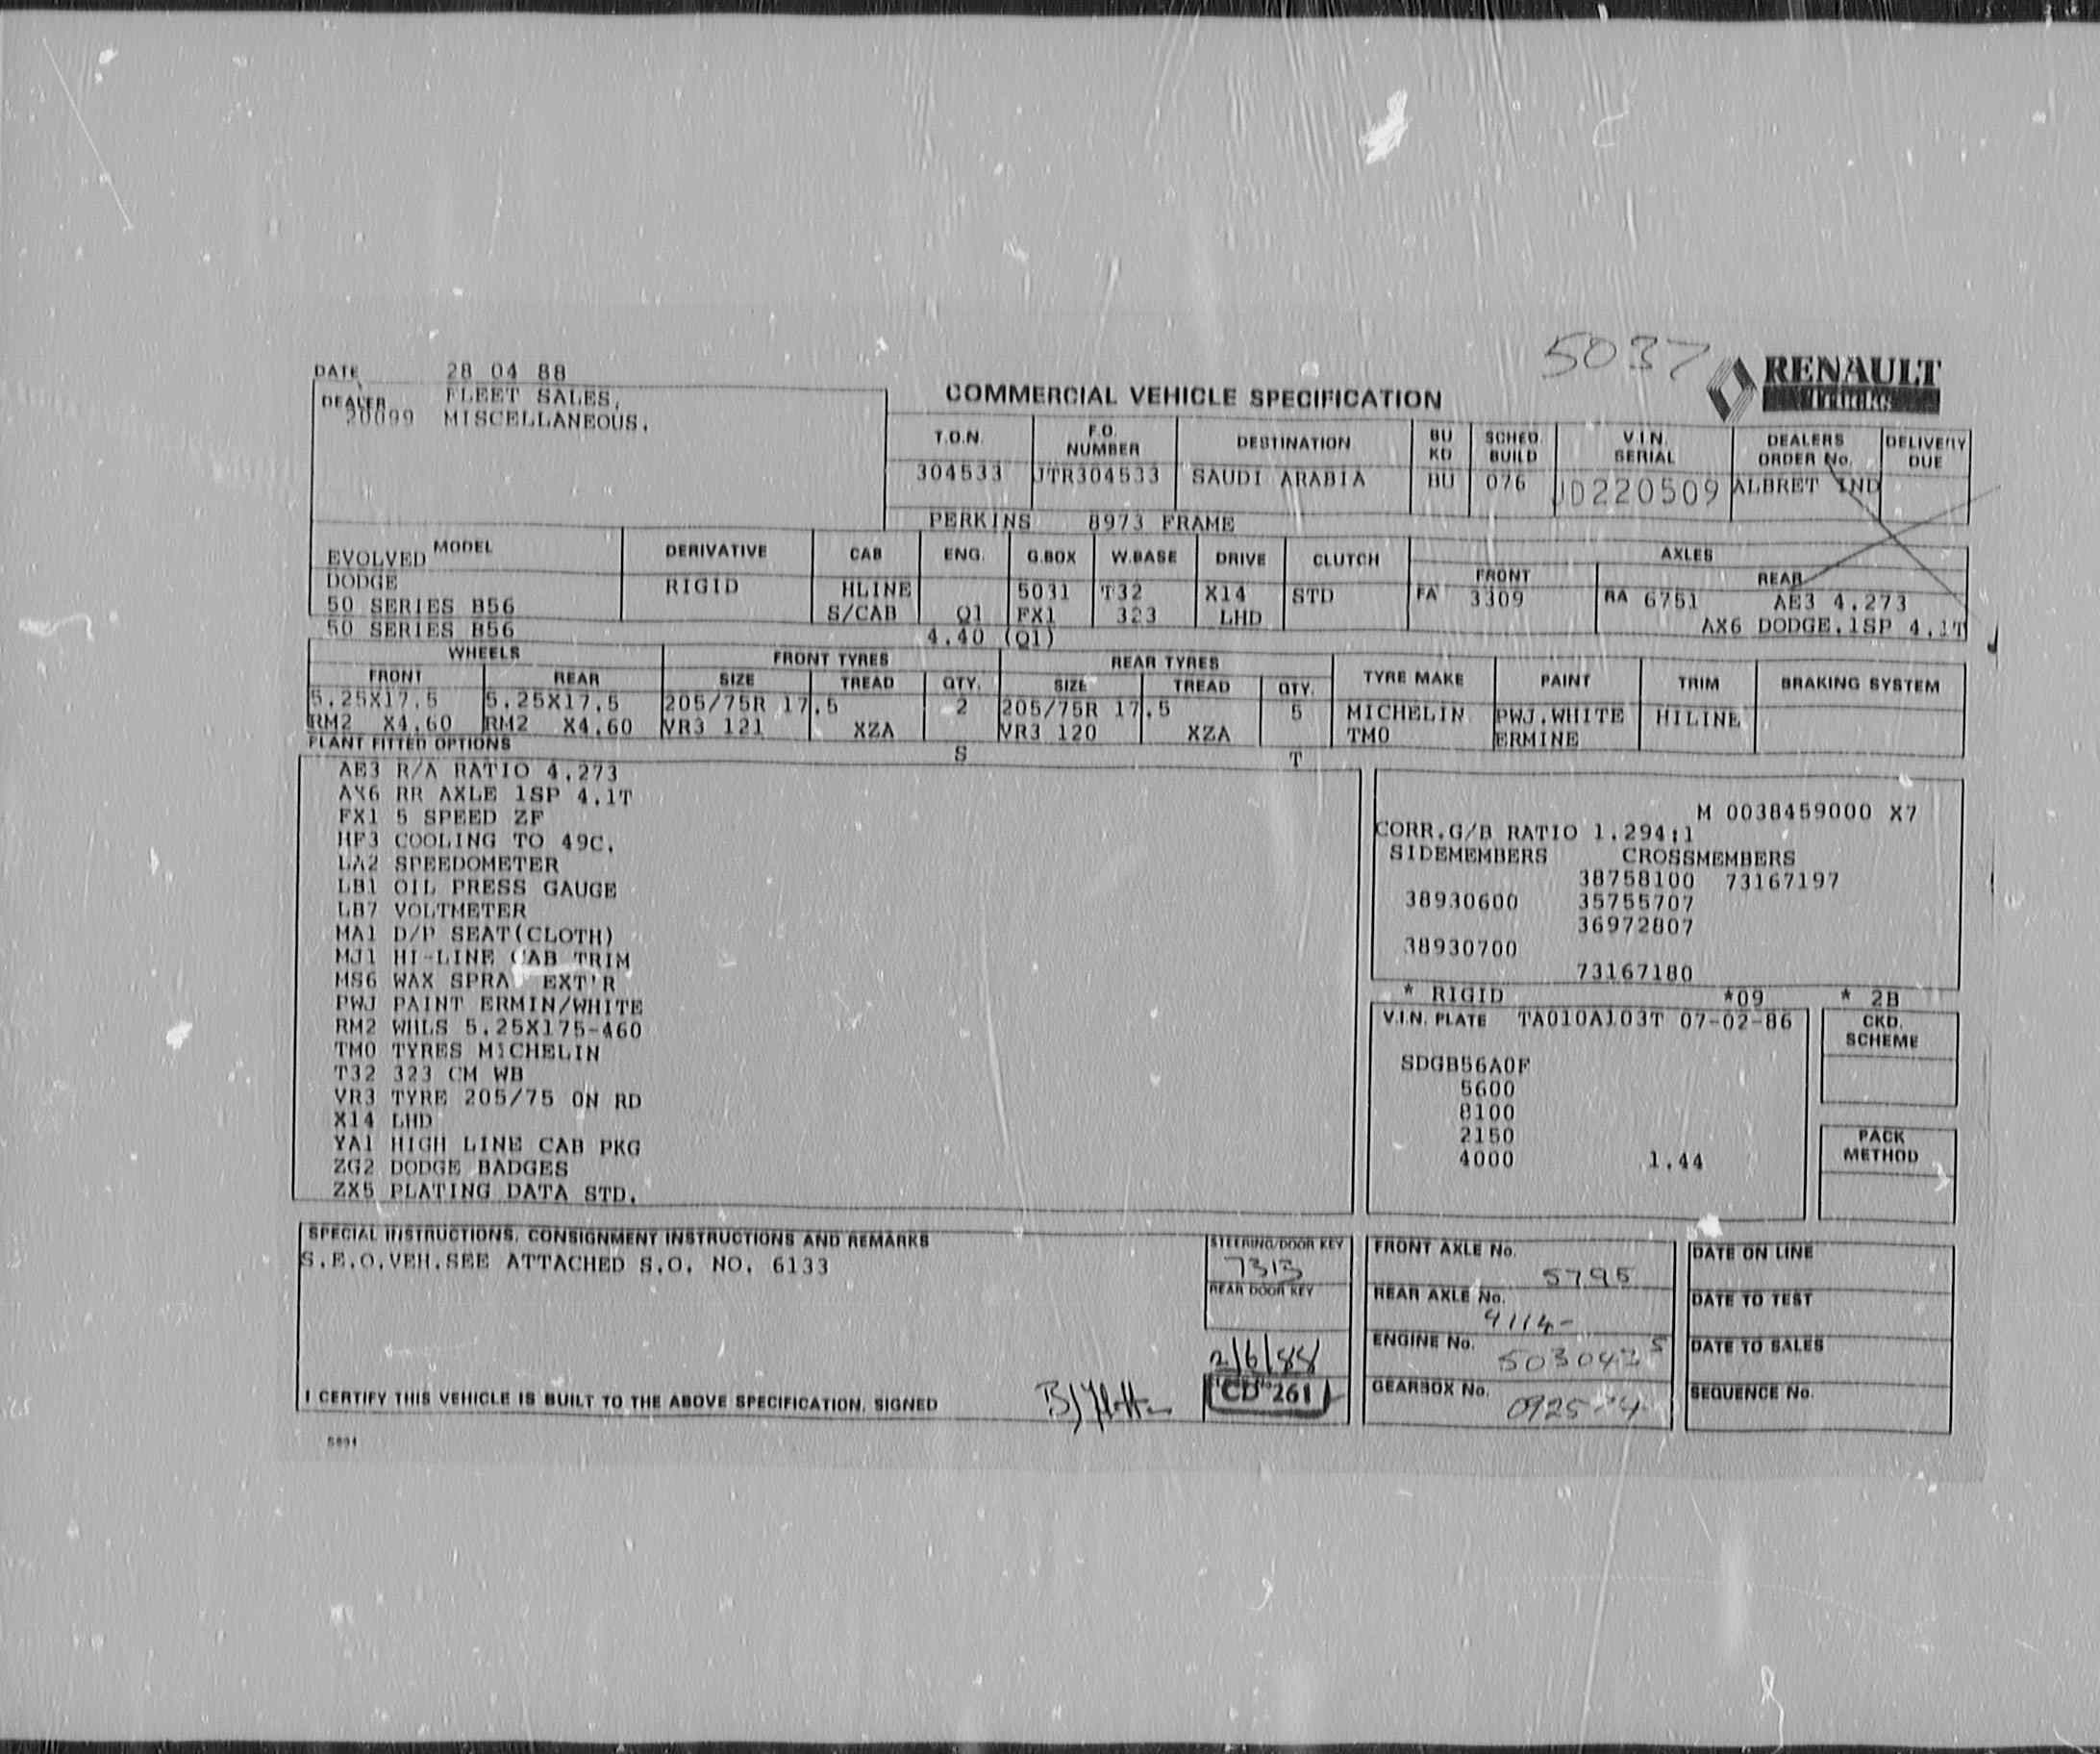 5037
RENAULT
TRUCKS
DATE 28 04 88
DEALER FLEET SALES,
20099 MISCELLANEOUS.
COMMERCIAL VEHICLE SPECIFICATION
T.O.N. F.O. NUMBER DESTINATION BU KD SCHED. BUILD V.I.N. SERIAL DEALERS ORDER No. DELIVERY DUE
304533 JTR304533 SAUDI ARABIA BU 076 JD220509 ALBRET IND
PERKINS 8973 FRAME
MODEL DERIVATIVE CAB ENG. G.BOX W.BASE DRIVE CLUTCH AXLES
FRONT REAR
EVOLVED
DODGE RIGID HLINE 5031 T32 X14 STD FA 3309 RA 6751 AE3 4.273
50 SERIES B56 S/CAB Q1 FX1 323 LHD AX6 DODGE.1SP 4.1T
50 SERIES B56 4.40 (Q1)
WHEELS FRONT TYRES REAR TYRES
FRONT REAR SIZE TREAD QTY. SIZE TREAD QTY. TYRE MAKE PAINT TRIM BRAKING SYSTEM
5.25X17.5 5.25X17.5 205/75R 17.5 2 205/75R 17.5 5 MICHELIN PWJ.WHITE HILINE
RM2 X4.60 RM2 X4.60 VR3 121 XZA VR3 120 XZA TM0 ERMINE
PLANT FITTED OPTIONS S T
AE3 R/A RATIO 4.273
AX6 RR AXLE 1SP 4.1T
FX1 5 SPEED ZF
HF3 COOLING TO 49C.
LA2 SPEEDOMETER
LB1 OIL PRESS GAUGE
LB7 VOLTMETER
MA1 D/P SEAT(CLOTH)
MJ1 HI-LINE CAB TRIM
MS6 WAX SPRAY EXT'R
PWJ PAINT ERMIN/WHITE
RM2 WHLS 5.25X175-460
TM0 TYRES MICHELIN
T32 323 CM WB
VR3 TYRE 205/75 ON RD
X14 LHD
YA1 HIGH LINE CAB PKG
ZG2 DODGE BADGES
ZX5 PLATING DATA STD.
M 0038459000 X7
CORR.G/B RATIO 1.294:1
SIDEMEMBERS CROSSMEMBERS
38758100 73167197
38930600 35755707
36972807
38930700
73167180
* RIGID *09 * 2B
V.I.N. PLATE TA010A103T 07-02-86
SDGB56A0F
5600
8100
2150
4000 1.44
CKD. SCHEME
PACK METHOD
SPECIAL INSTRUCTIONS, CONSIGNMENT INSTRUCTIONS AND REMARKS
S.E.O.VEH.SEE ATTACHED S.O. NO. 6133
STEERING/DOOR KEY
7313
REAR DOOR KEY
2/6/88
CD No 261
I CERTIFY THIS VEHICLE IS BUILT TO THE ABOVE SPECIFICATION, SIGNED
FRONT AXLE No. 5795
REAR AXLE No. 9114-
ENGINE No.
GEARBOX No.
DATE ON LINE
DATE TO TEST
DATE TO SALES
SEQUENCE No.